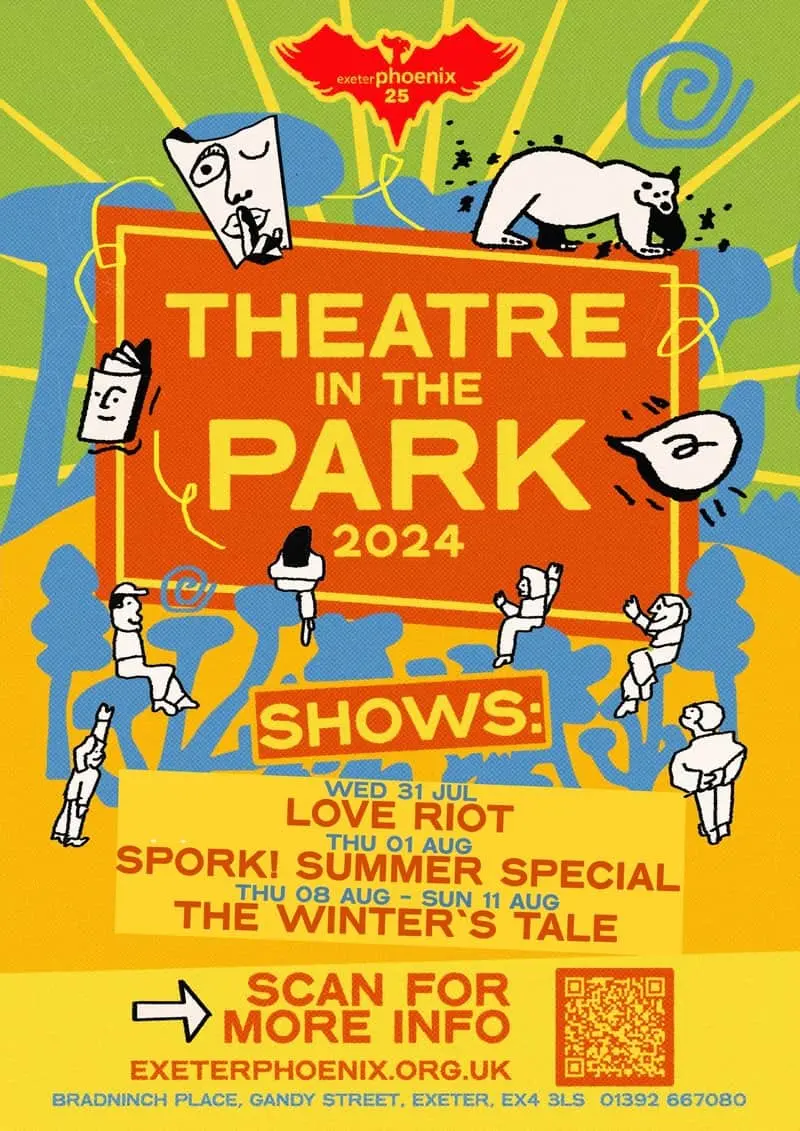 exeter phoenix
25
THEATRE
IN THE
PARK
2024
SHOWS:
WED 31 JUL
LOVE RIOT
THU 01 AUG
SPORK! SUMMER SPECIAL
THU 08 AUG - SUN 11 AUG
THE WINTER`S TALE
SCAN FOR
MORE INFO
EXETERPHOENIX.ORG.UK
BRADNINCH PLACE, GANDY STREET, EXETER, EX4 3LS 01392 667080